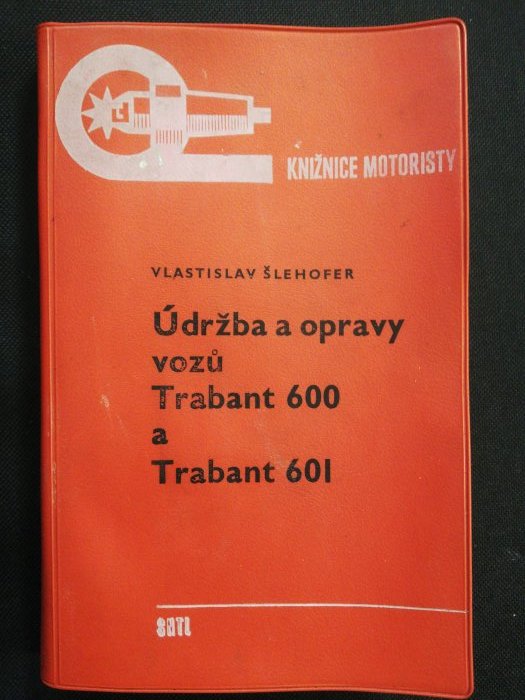 KNIŽNICE MOTORISTY
VLASTISLAV ŠLEHOFER
Údržba a opravy
vozů
Trabant 600
a
Trabant 601
SNTL